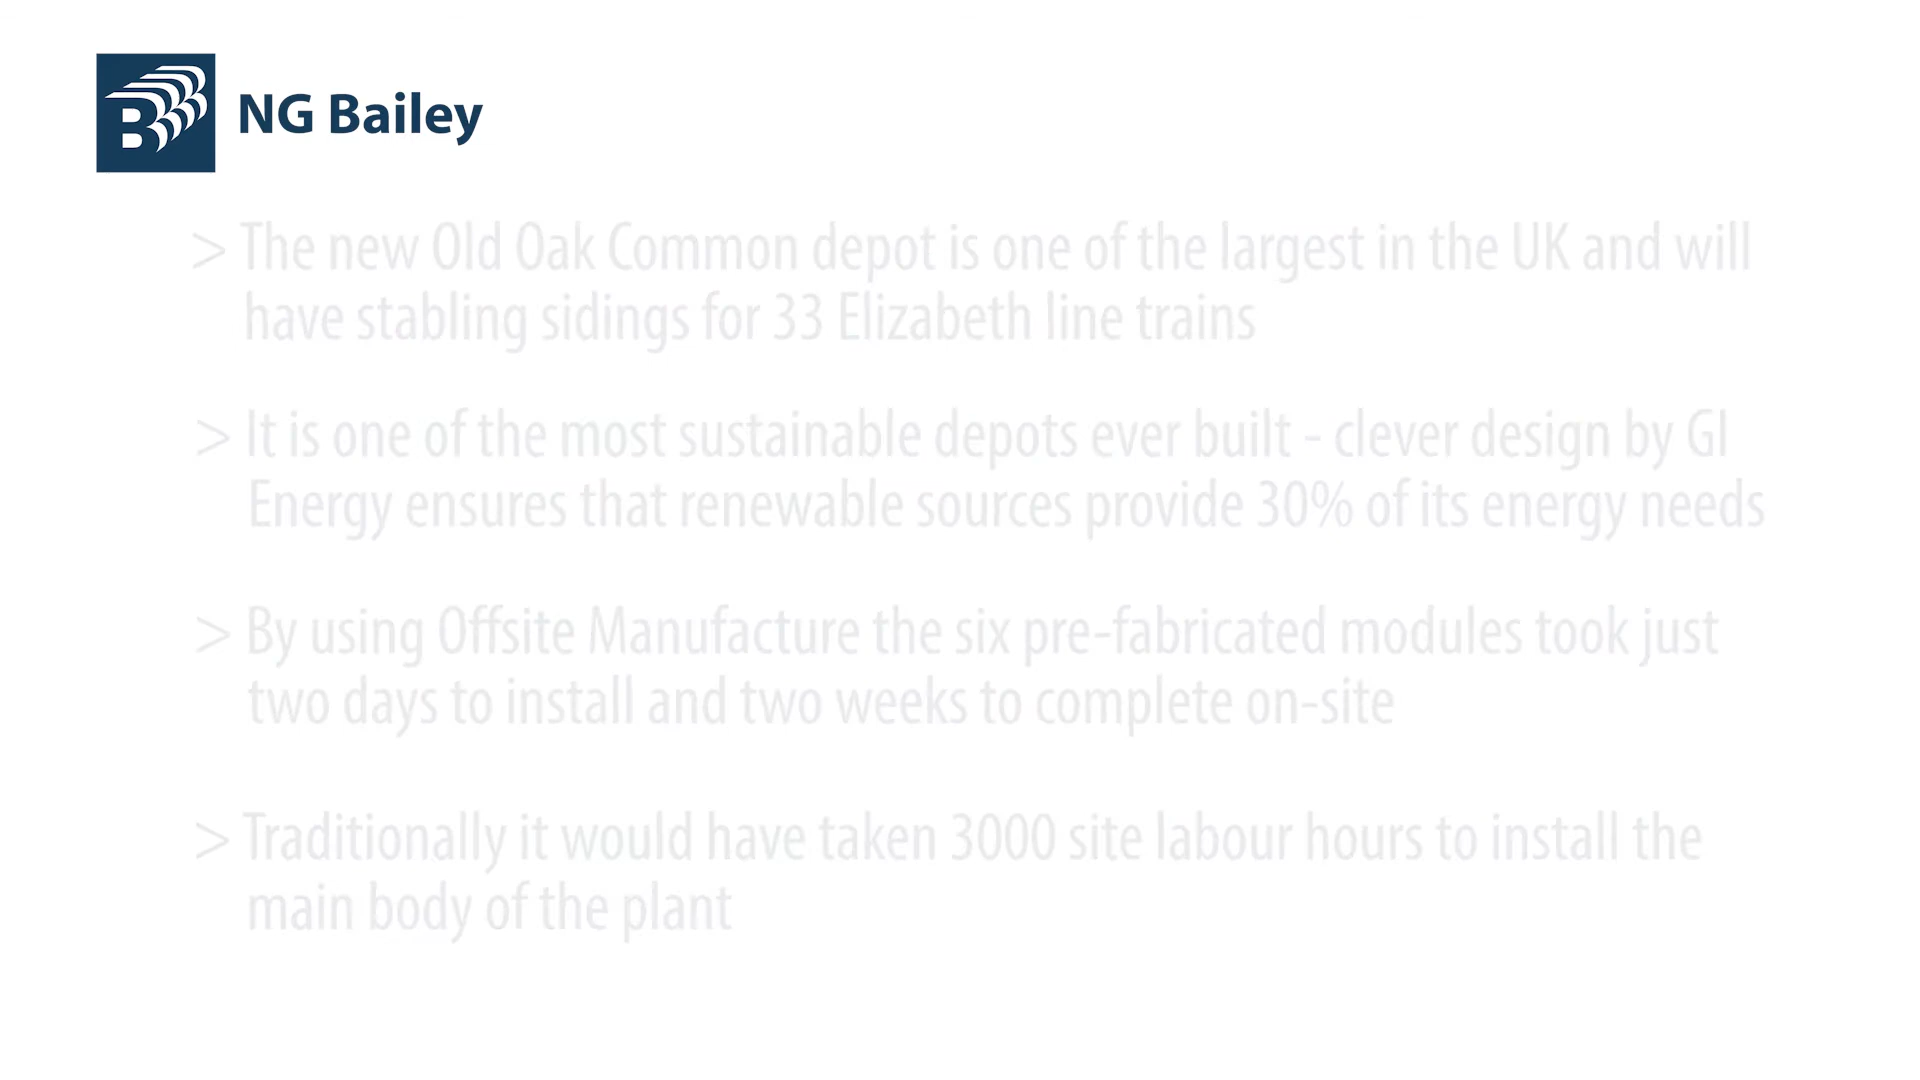 NG Bailey
> The new Old Oak Common depot is one of the largest in the UK and will
have stabling sidings for 33 Elizabeth line trains
> It is one of the most sustainable depots ever built - clever design by GI
Energy ensures that renewable sources provide 30% of its energy needs
> By using Offsite Manufacture the six pre-fabricated modules took just
two days to install and two weeks to complete on-site
> Traditionally it would have taken 3000 site labour hours to install the
main body of the plant